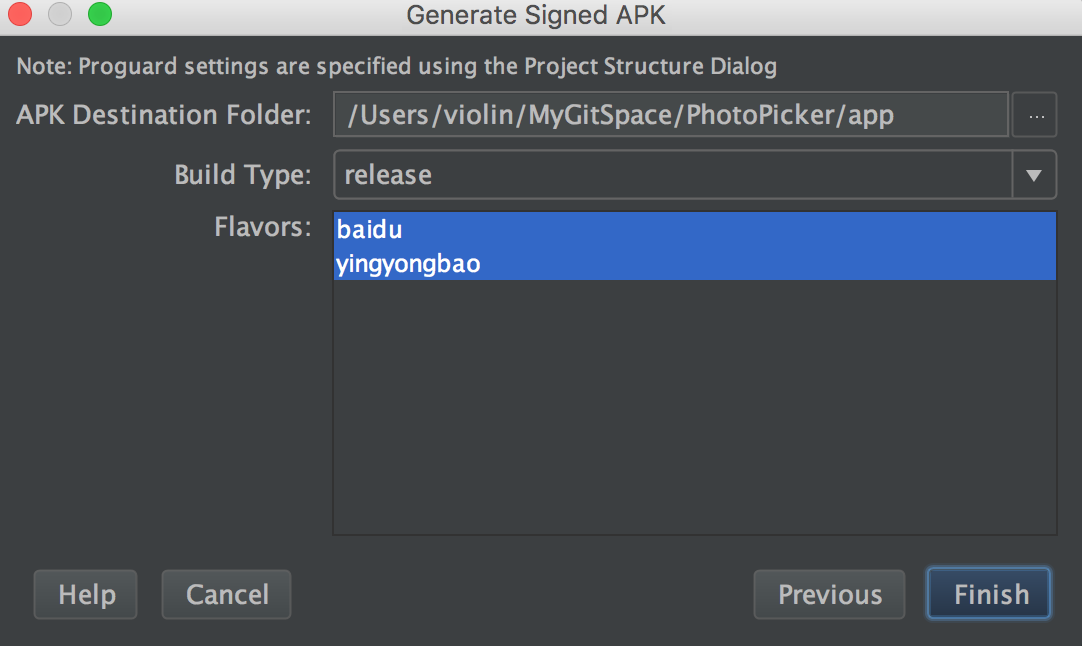 Generate Signed APK
Note: Proguard settings are specified using the Project Structure Dialog
APK Destination Folder: /Users/violin/MyGitSpace/PhotoPicker/app ...
Build Type: release
Flavors: baidu
yingyongbao
Help Cancel Previous Finish